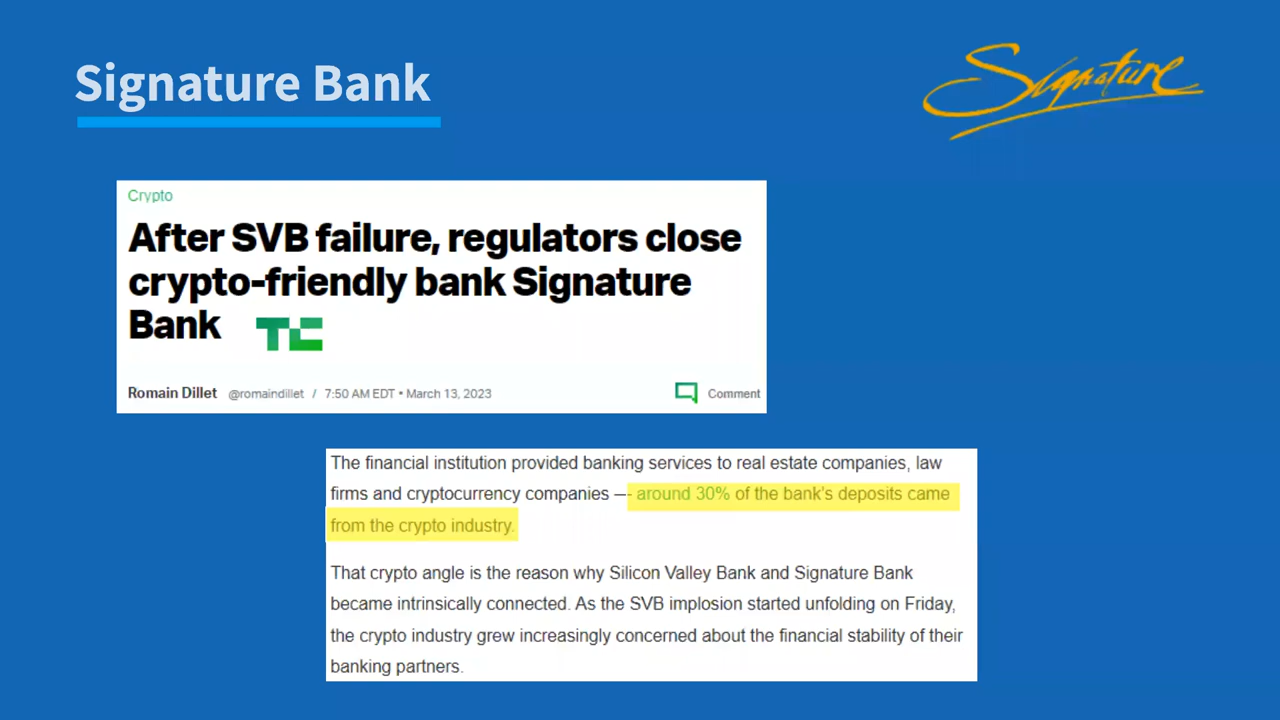 Signature Bank
Signature
Crypto
After SVB failure, regulators close
crypto-friendly bank Signature
Bank
TC
Romain Dillet @romaindillet / 7:50 AM EDT • March 13, 2023 Comment
The financial institution provided banking services to real estate companies, law
firms and cryptocurrency companies — around 30% of the bank's deposits came
from the crypto industry.
That crypto angle is the reason why Silicon Valley Bank and Signature Bank
became intrinsically connected. As the SVB implosion started unfolding on Friday,
the crypto industry grew increasingly concerned about the financial stability of their
banking partners.